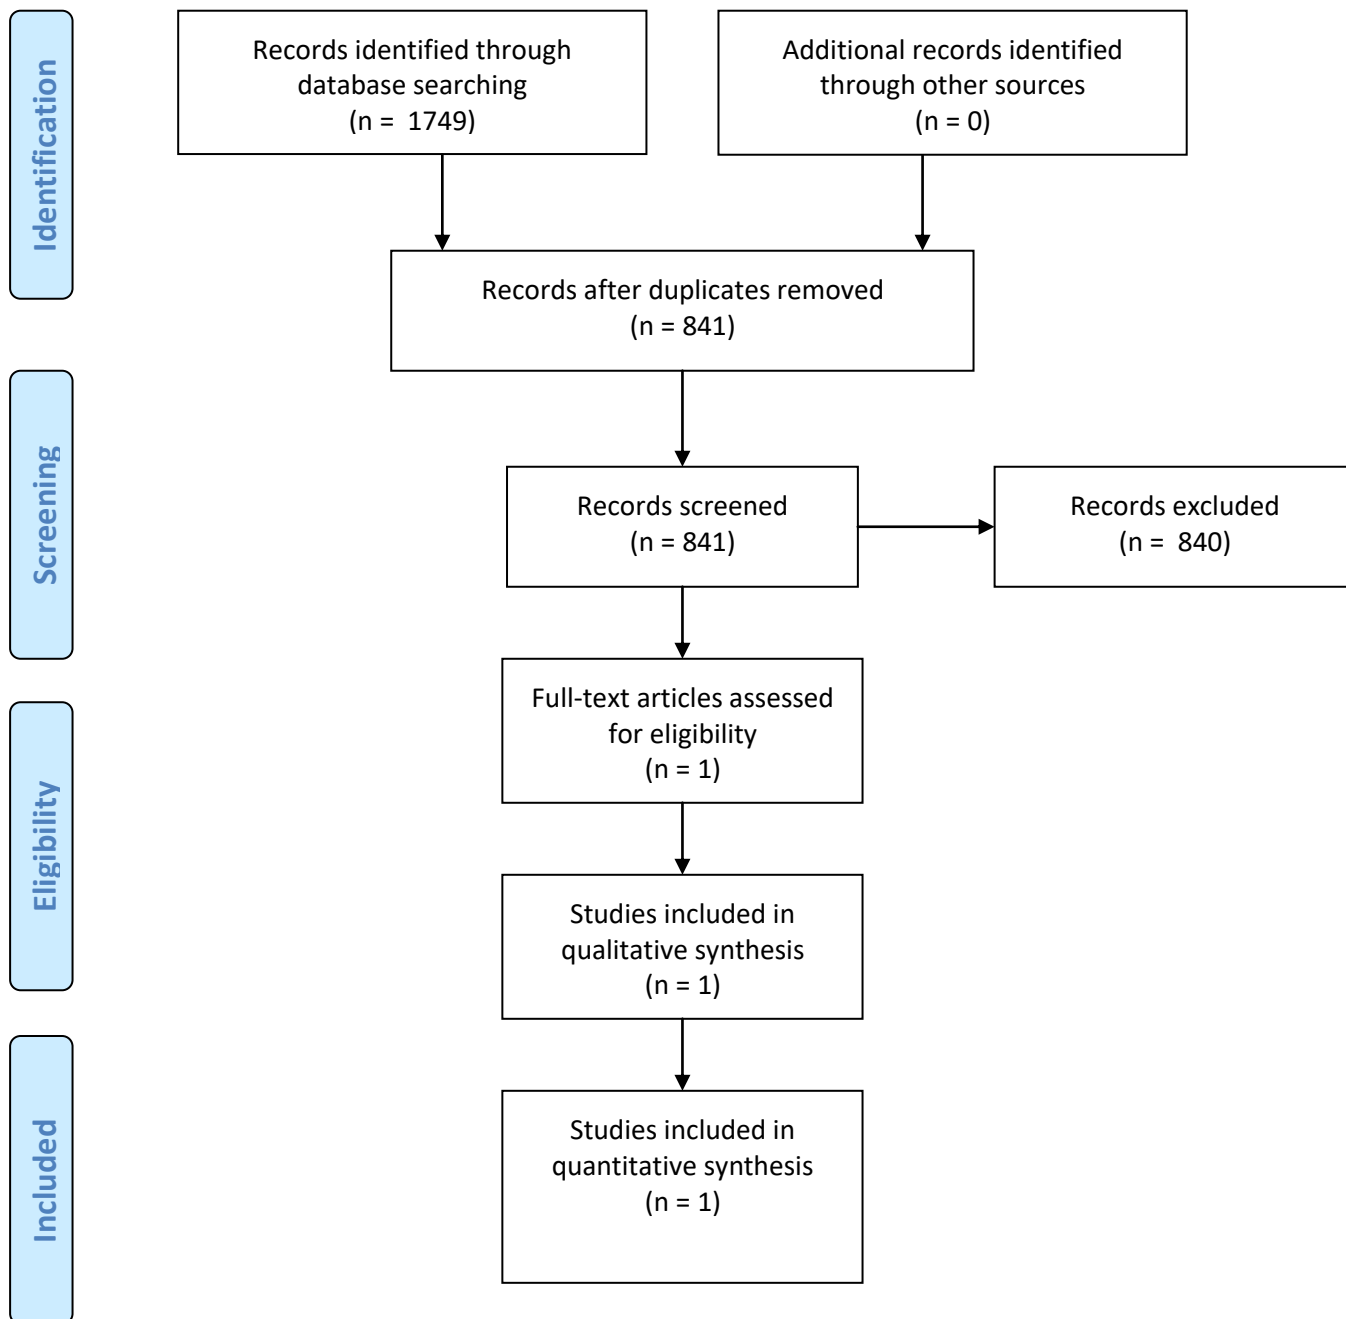 Identification
Records identified through
database searching
(n =  1749)
Additional records identified
through other sources
(n = 0)
Records after duplicates removed
(n = 841)
Screening
Records screened
(n = 841)
Records excluded
(n =  840)
Eligibility
Full-text articles assessed
for eligibility
(n = 1)
Studies included in
qualitative synthesis
(n = 1)
Included
Studies included in
quantitative synthesis
(n = 1)